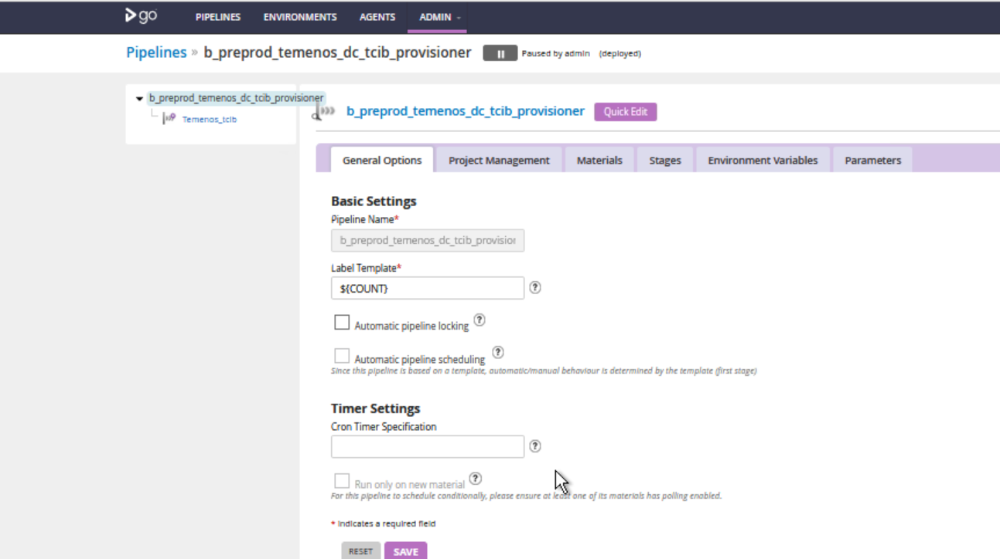 go PIPELINES ENVIRONMENTS AGENTS ADMIN
Pipelines » b_preprod_temenos_dc_tcib_provisioner Paused by admin (deployed)
b_preprod_temenos_dc_tcib_provisioner
Temenos_tcib
b_preprod_temenos_dc_tcib_provisioner Quick Edit
General Options Project Management Materials Stages Environment Variables Parameters
Basic Settings
Pipeline Name*
b_preprod_temenos_dc_tcib_provisior
Label Template*
${COUNT} ?
Automatic pipeline locking ?
Automatic pipeline scheduling ?
Since this pipeline is based on a template, automatic/manual behaviour is determined by the template (first stage)
Timer Settings
Cron Timer Specification
?
Run only on new material ?
For this pipeline to schedule conditionally, please ensure at least one of its materials has polling enabled.
* indicates a required field
RESET SAVE